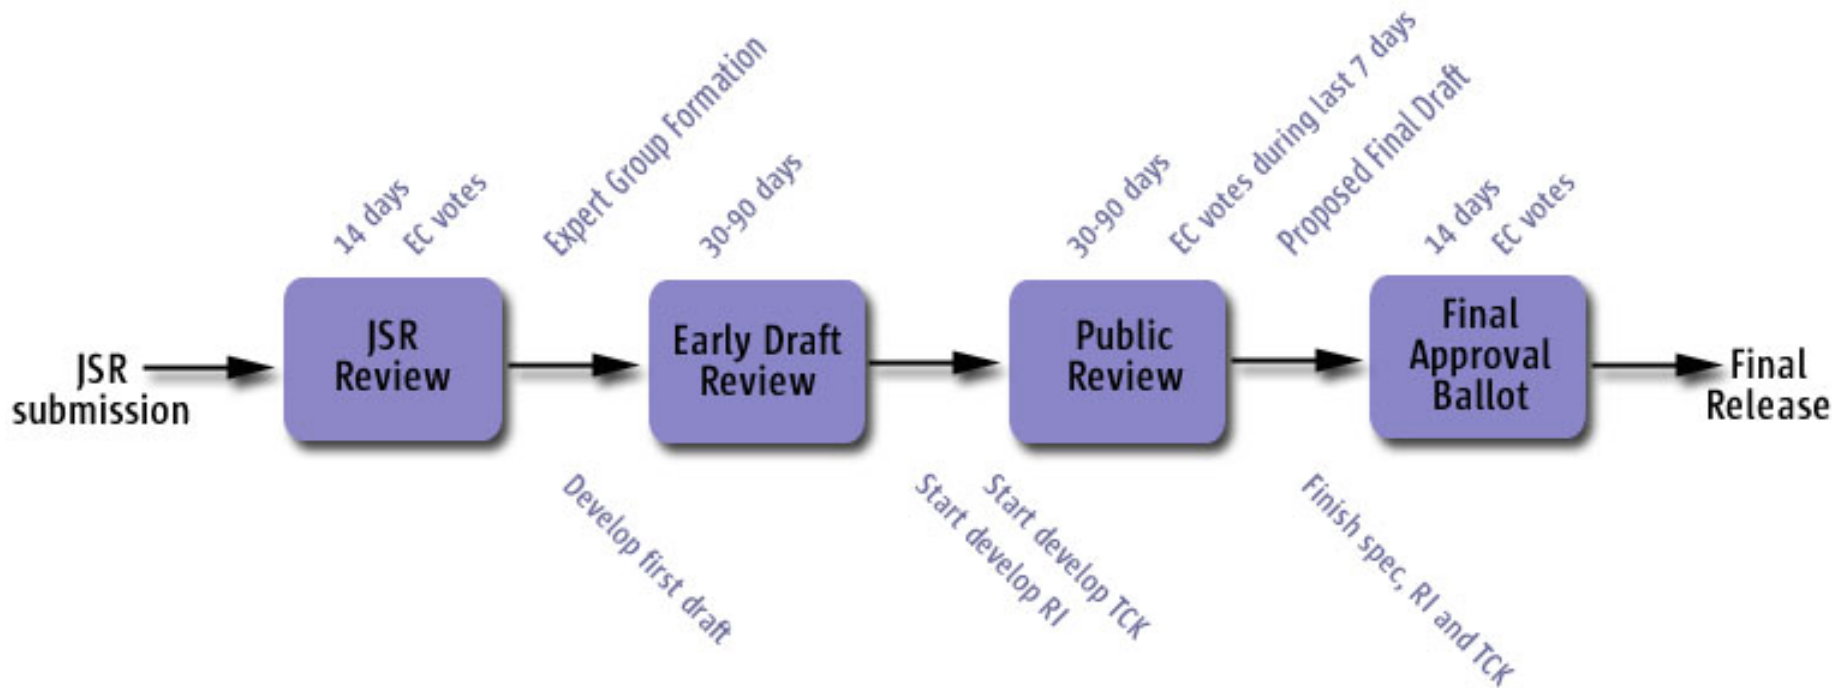 14 days
EC votes
Expert Group Formation
30-90 days
30-90 days
EC votes during last 7 days
Proposed Final Draft
14 days
EC votes
JSR
submission
JSR
Review
Early Draft
Review
Public
Review
Final
Approval
Ballot
Final
Release
Develop first draft
Start develop RI
Start develop TCK
Finish spec, RI and TCK